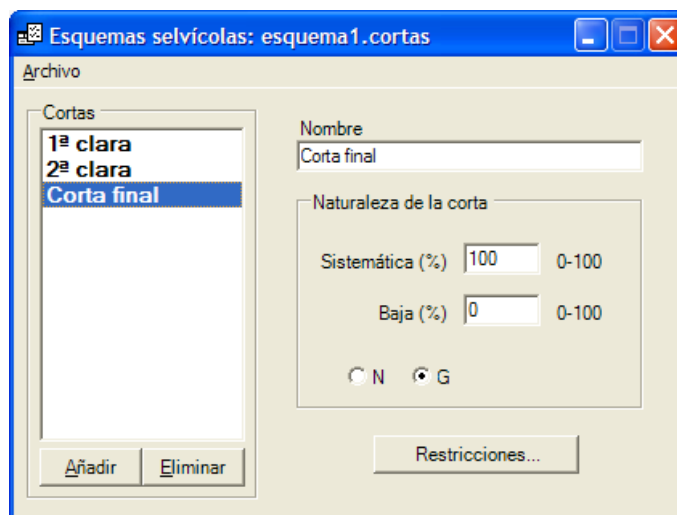 Esquemas selvícolas: esquema1.cortas
Archivo
Cortas
1ª clara
2ª clara
Corta final
Añadir
Eliminar
Nombre
Corta final
Naturaleza de la corta
Sistemática (%) 100 0-100
Baja (%) 0 0-100
N G
Restricciones...